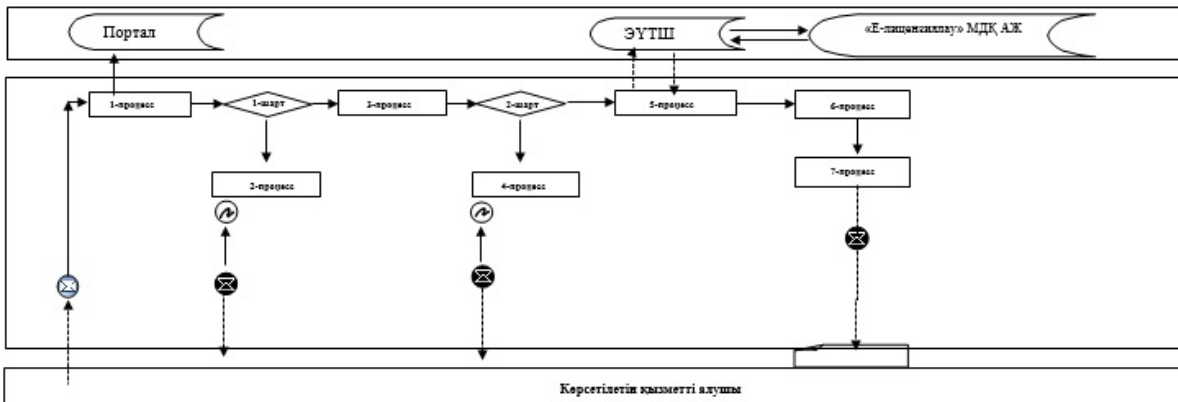 Портал
ЭҮТШ
«Е-лицензиялау» МДҚ АЖ
1-процесс
1-шарт
3-процесс
2-шарт
5-процесс
6-процесс
2-процесс
4-процесс
7-процесс
Көрсетілетін қызметті алушы